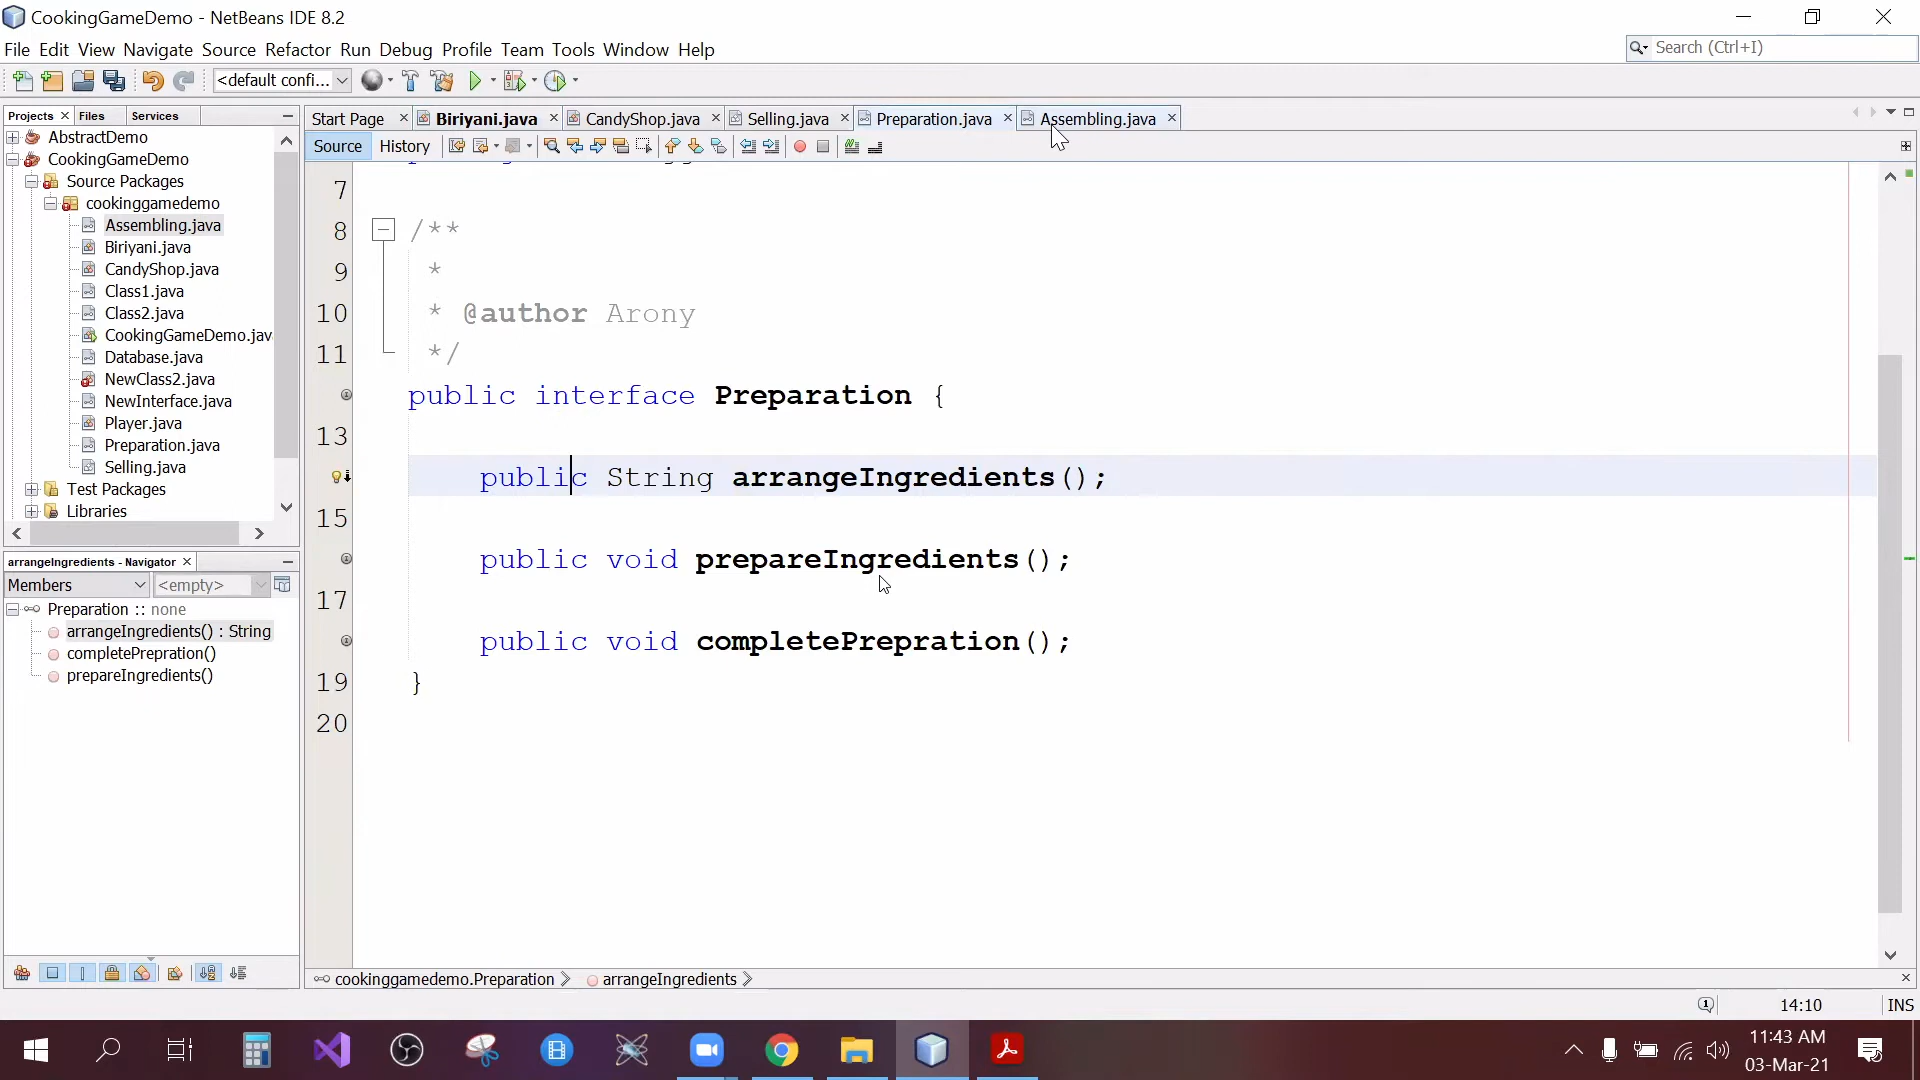 CookingGameDemo - NetBeans IDE 8.2
File Edit View Navigate Source Refactor Run Debug Profile Team Tools Window Help
Search (Ctrl+I)
<default confi...
Projects Files Services
Start Page Biriyani.java CandyShop.java Selling.java Preparation.java Assembling.java
Source History
AbstractDemo
CookingGameDemo
Source Packages
cookinggamedemo
Assembling.java
Biriyani.java
CandyShop.java
Class1.java
Class2.java
CookingGameDemo.jav
Database.java
NewClass2.java
NewInterface.java
Player.java
Preparation.java
Selling.java
Test Packages
Libraries
arrangeIngredients - Navigator
Members <empty>
Preparation :: none
arrangeIngredients() : String
completePrepration()
prepareIngredients()
7
8 /**
9 *
10 * @author Arony
11 */
public interface Preparation {
13
public String arrangeIngredients();
15
public void prepareIngredients();
17
public void completePrepration();
19 }
20
cookinggamedemo.Preparation arrangeIngredients
14:10 INS
11:43 AM
03-Mar-21